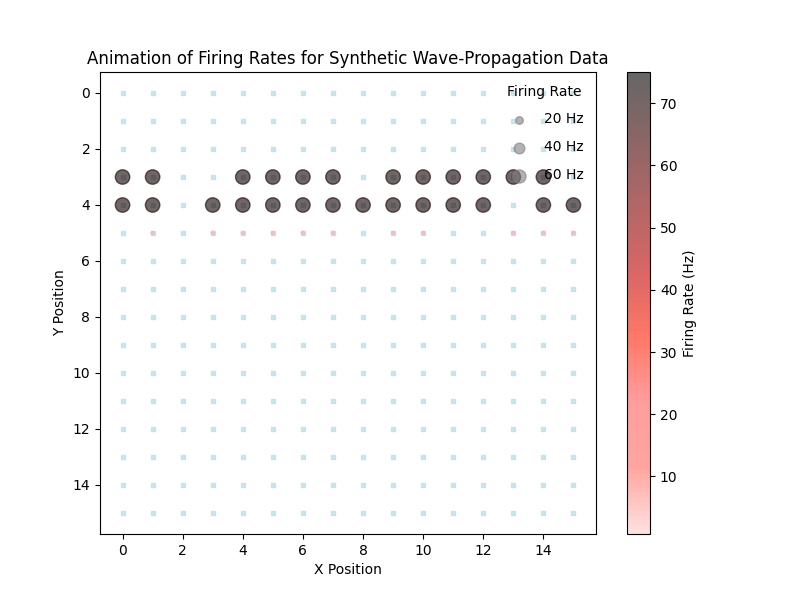 Animation of Firing Rates for Synthetic Wave-Propagation Data
Firing Rate
20 Hz
40 Hz
60 Hz
0
2
4
6
8
10
12
14
Y Position
0 2 4 6 8 10 12 14
X Position
70
60
50
40
30
20
10
Firing Rate (Hz)